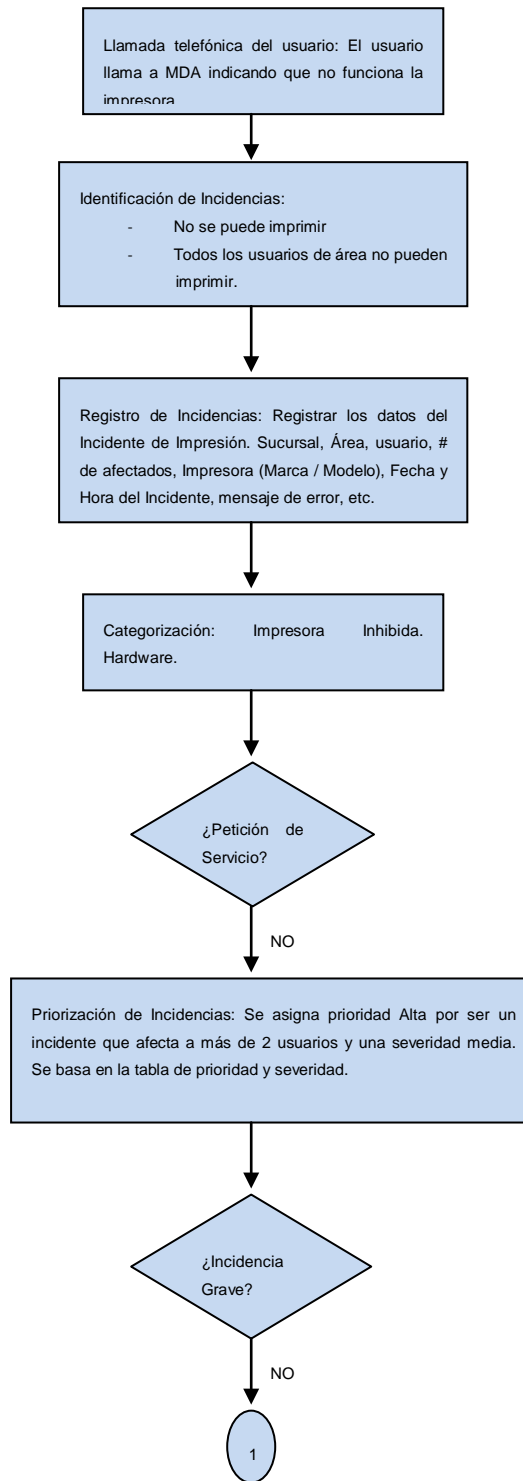 Llamada telefónica del usuario: El usuario
llama a MDA indicando que no funciona la
impresora
Identificación de Incidencias:
- No se puede imprimir
- Todos los usuarios de área no pueden
imprimir.
Registro de Incidencias: Registrar los datos del
Incidente de Impresión. Sucursal, Área, usuario, #
de afectados, Impresora (Marca / Modelo), Fecha y
Hora del Incidente, mensaje de error, etc.
Categorización: Impresora Inhibida.
Hardware.
¿Petición de
Servicio?
NO
Priorización de Incidencias: Se asigna prioridad Alta por ser un
incidente que afecta a más de 2 usuarios y una severidad media.
Se basa en la tabla de prioridad y severidad.
¿Incidencia
Grave?
NO
1